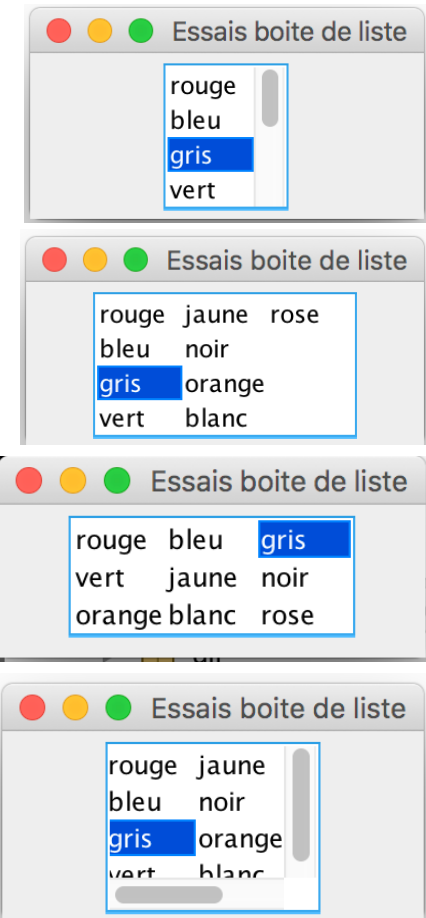 Essais boite de liste
rouge
bleu
gris
vert
Essais boite de liste
rouge jaune rose
bleu noir
gris orange
vert blanc
Essais boite de liste
rouge bleu gris
vert jaune noir
orange blanc rose
Essais boite de liste
rouge jaune
bleu noir
gris orange
vert blanc